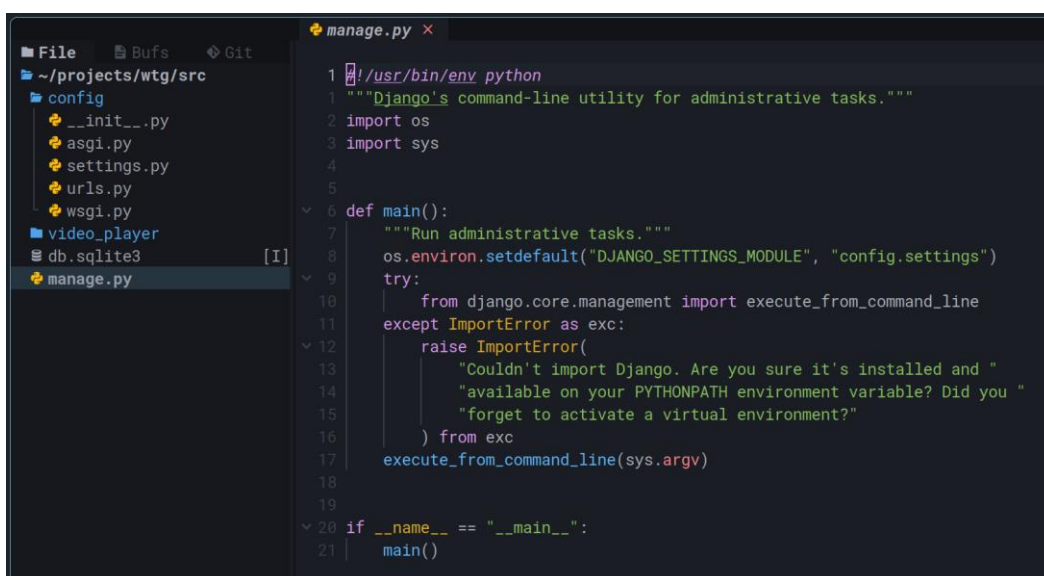 manage.py ×
File Bufs Git
~/projects/wtg/src
config
__init__.py
asgi.py
settings.py
urls.py
wsgi.py
video_player
db.sqlite3 [I]
manage.py
1 #!/usr/bin/env python
1 """Django's command-line utility for administrative tasks."""
2 import os
3 import sys
4
5
6 def main():
7     """Run administrative tasks."""
8     os.environ.setdefault("DJANGO_SETTINGS_MODULE", "config.settings")
9     try:
10         from django.core.management import execute_from_command_line
11     except ImportError as exc:
12         raise ImportError(
13             "Couldn't import Django. Are you sure it's installed and "
14             "available on your PYTHONPATH environment variable? Did you "
15             "forget to activate a virtual environment?"
16         ) from exc
17     execute_from_command_line(sys.argv)
18
19
20 if __name__ == "__main__":
21     main()